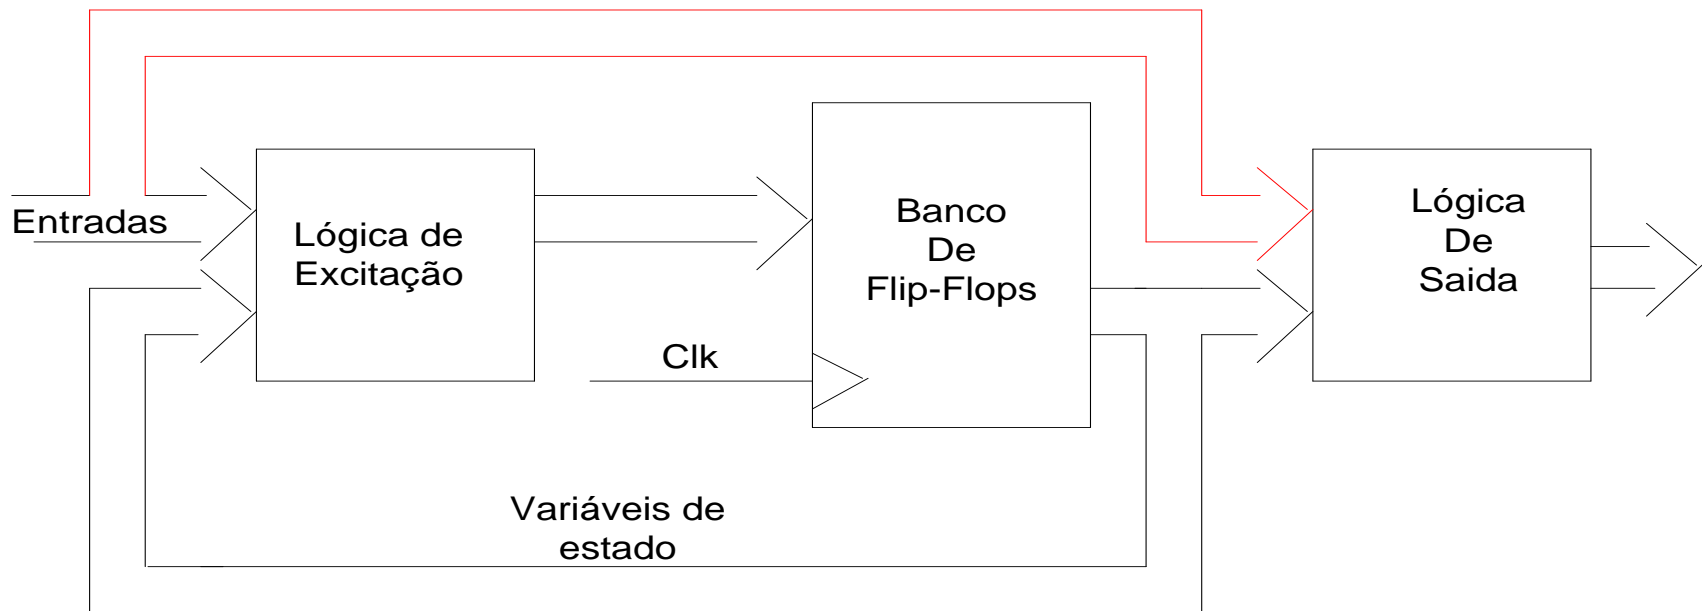 Entradas
Lógica de
Excitação
Clk
Banco
De
Flip-Flops
Lógica
De
Saida
Variáveis de
estado